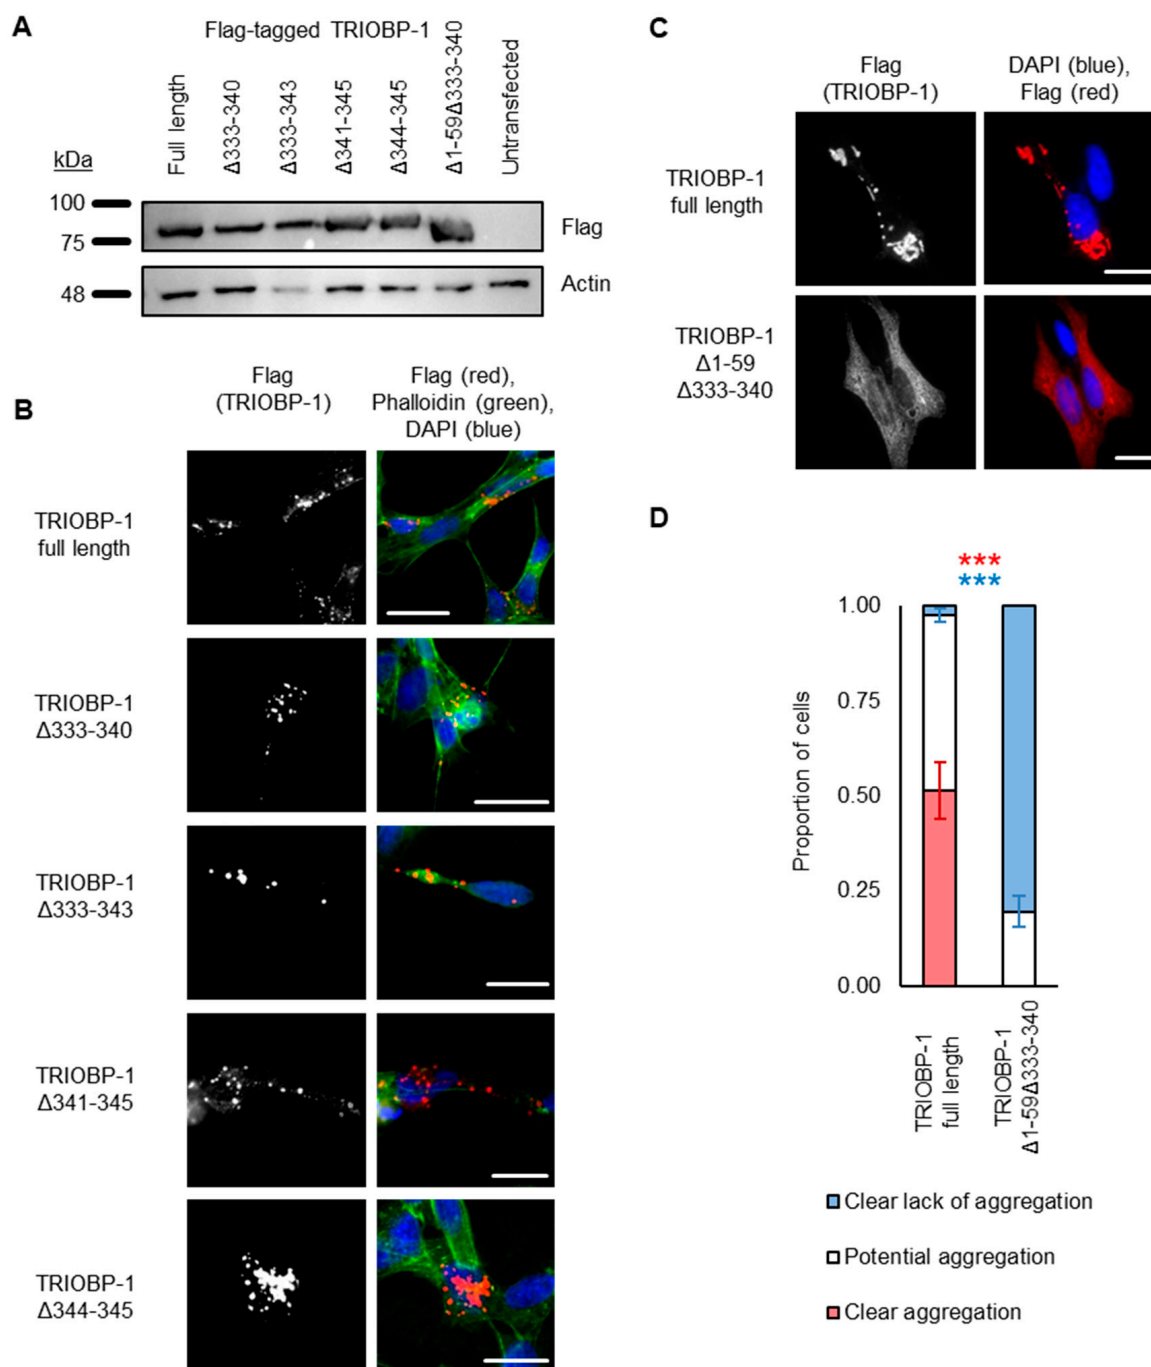 A
Flag-tagged TRIOBP-1
Full length
Δ333-340
Δ333-343
Δ341-345
Δ344-345
Δ1-59Δ333-340
Untransfected
kDa
100
75
48
Flag
Actin
B
Flag
(TRIOBP-1)
Flag (red),
Phalloidin (green),
DAPI (blue)
TRIOBP-1
full length
TRIOBP-1
Δ333-340
TRIOBP-1
Δ333-343
TRIOBP-1
Δ341-345
TRIOBP-1
Δ344-345
C
Flag
(TRIOBP-1)
DAPI (blue),
Flag (red)
TRIOBP-1
full length
TRIOBP-1
Δ1-59
Δ333-340
D
***
***
Proportion of cells
1.00
0.75
0.50
0.25
0.00
TRIOBP-1
full length
TRIOBP-1
Δ1-59Δ333-340
Clear lack of aggregation
Potential aggregation
Clear aggregation